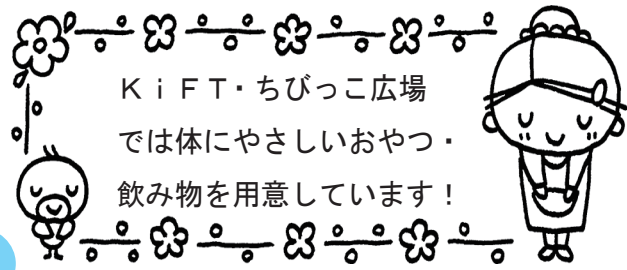 ＫｉＦＴ・ちびっこ広場
では体にやさしいおやつ・
飲み物を用意しています！